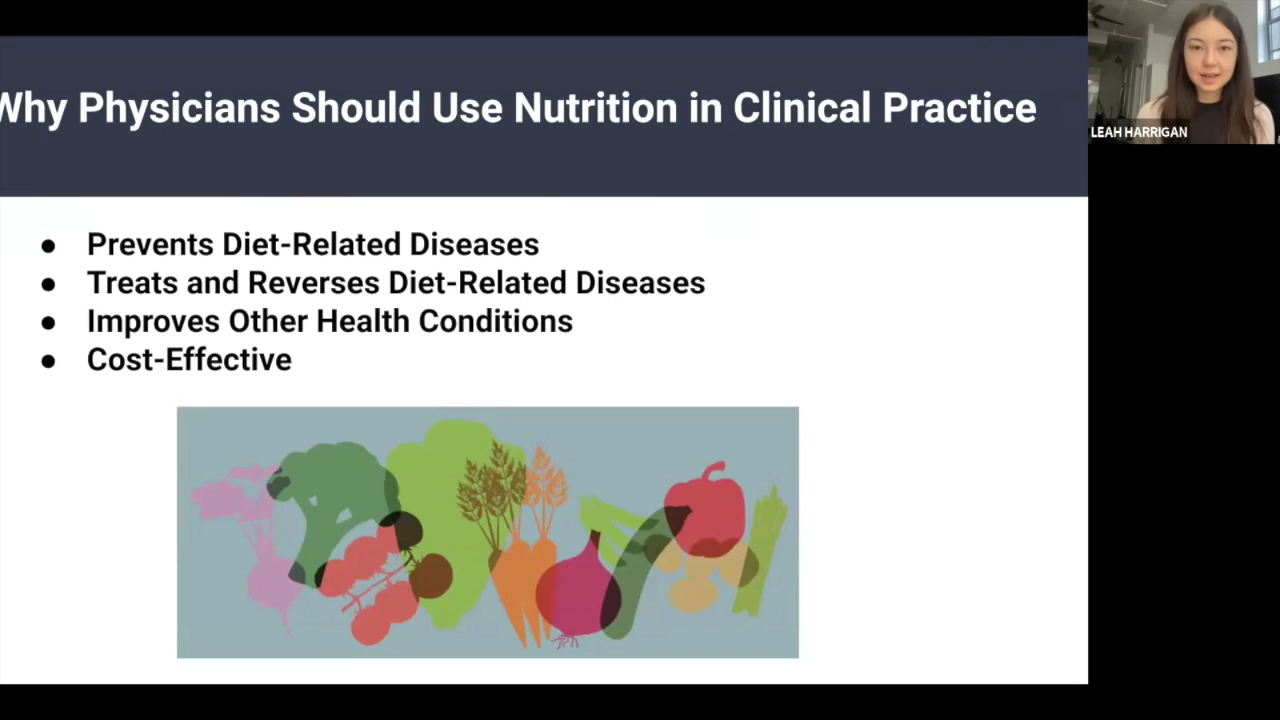 Why Physicians Should Use Nutrition in Clinical Practice
LEAH HARRIGAN
● Prevents Diet-Related Diseases
● Treats and Reverses Diet-Related Diseases
● Improves Other Health Conditions
● Cost-Effective